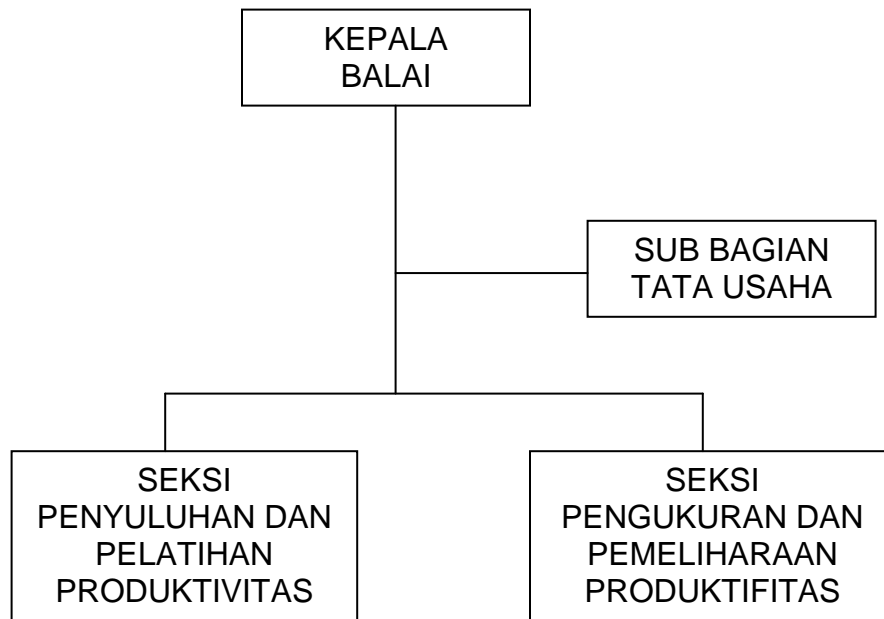 KEPALA
BALAI
SUB BAGIAN
TATA USAHA
SEKSI
PENYULUHAN DAN
PELATIHAN
PRODUKTIVITAS
SEKSI
PENGUKURAN DAN
PEMELIHARAAN
PRODUKTIFITAS